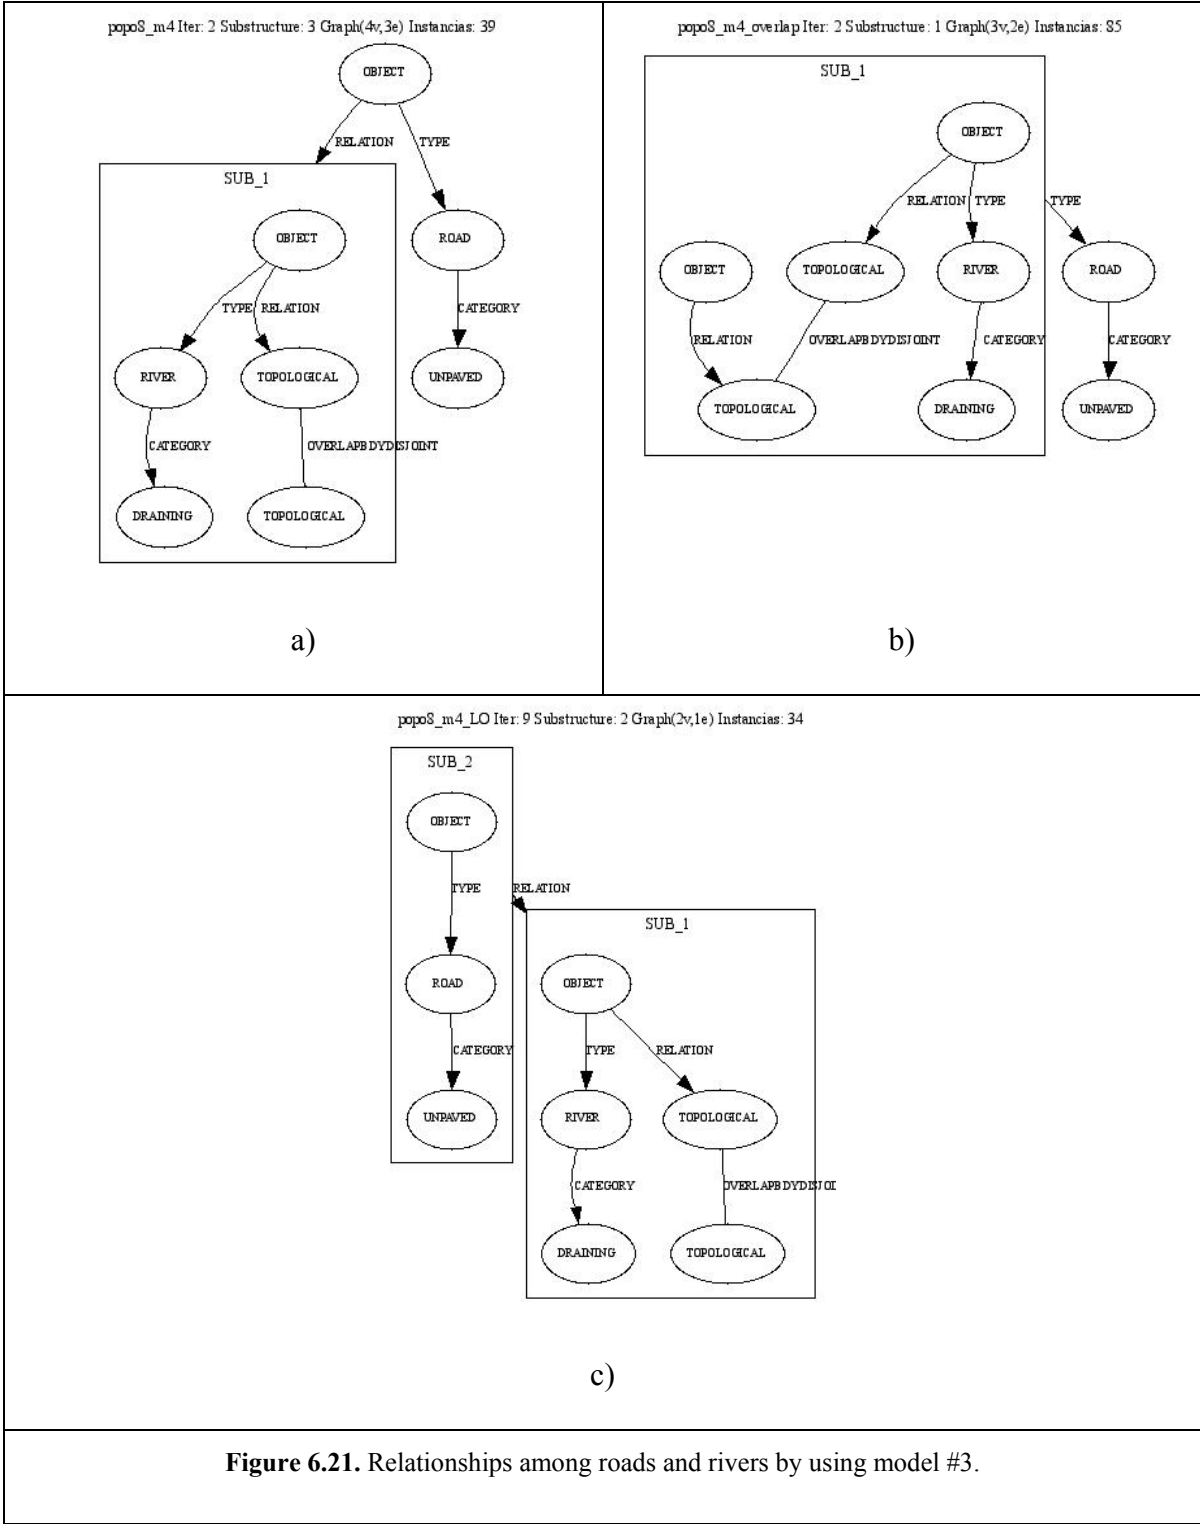 popo8_m4 Iter: 2 Substructure: 3 Graph(4v,3e) Instancias: 39
OBJECT
RELATION
TYPE
SUB_1
OBJECT
ROAD
TYPE
RELATION
CATEGORY
RIVER
TOPOLOGICAL
UNPAVED
CATEGORY
OVERLAPBDYDISJOINT
DRAINING
TOPOLOGICAL
a)
popo8_m4_overlap Iter: 2 Substructure: 1 Graph(3v,2e) Instancias: 85
SUB_1
OBJECT
RELATION
TYPE
TYPE
OBJECT
TOPOLOGICAL
RIVER
ROAD
RELATION
OVERLAPBDYDISJOINT
CATEGORY
CATEGORY
TOPOLOGICAL
DRAINING
UNPAVED
b)
popo8_m4_LO Iter: 9 Substructure: 2 Graph(2v,1e) Instancias: 34
SUB_2
OBJECT
TYPE
RELATION
SUB_1
ROAD
OBJECT
CATEGORY
TYPE
RELATION
UNPAVED
RIVER
TOPOLOGICAL
CATEGORY
OVERLAPBDYDISJOI
DRAINING
TOPOLOGICAL
c)
Figure 6.21. Relationships among roads and rivers by using model #3.